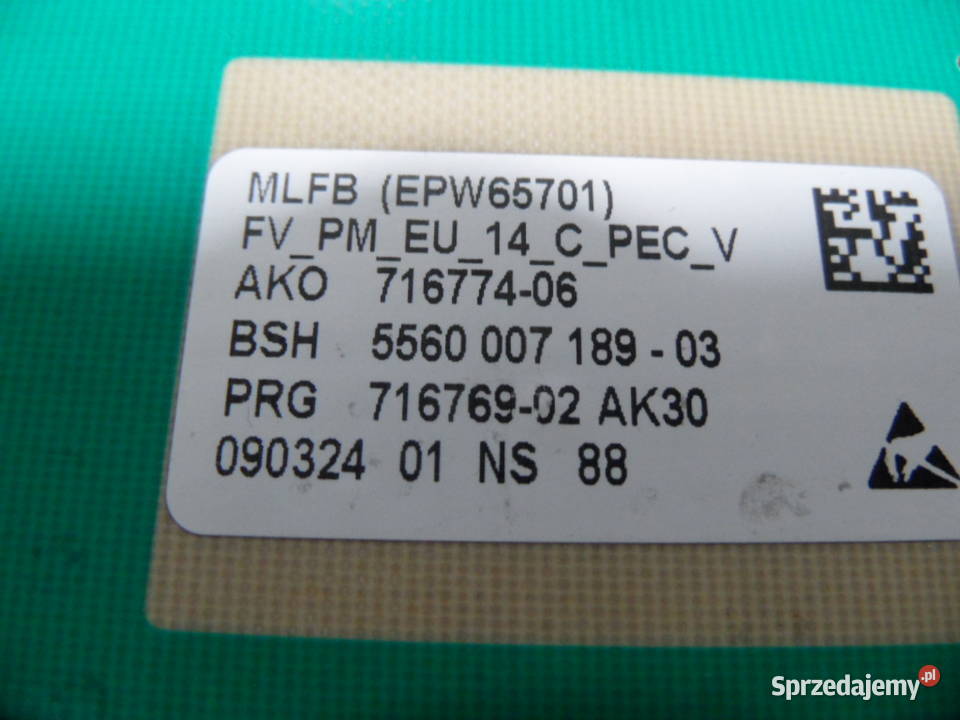 MLFB (EPW65701)
FV_PM_EU_14_C_PEC_V
AKO 716774-06
BSH 5560 007 189 - 03
PRG 716769-02 AK30
090324 01 NS 88
Sprzedajemy.pl